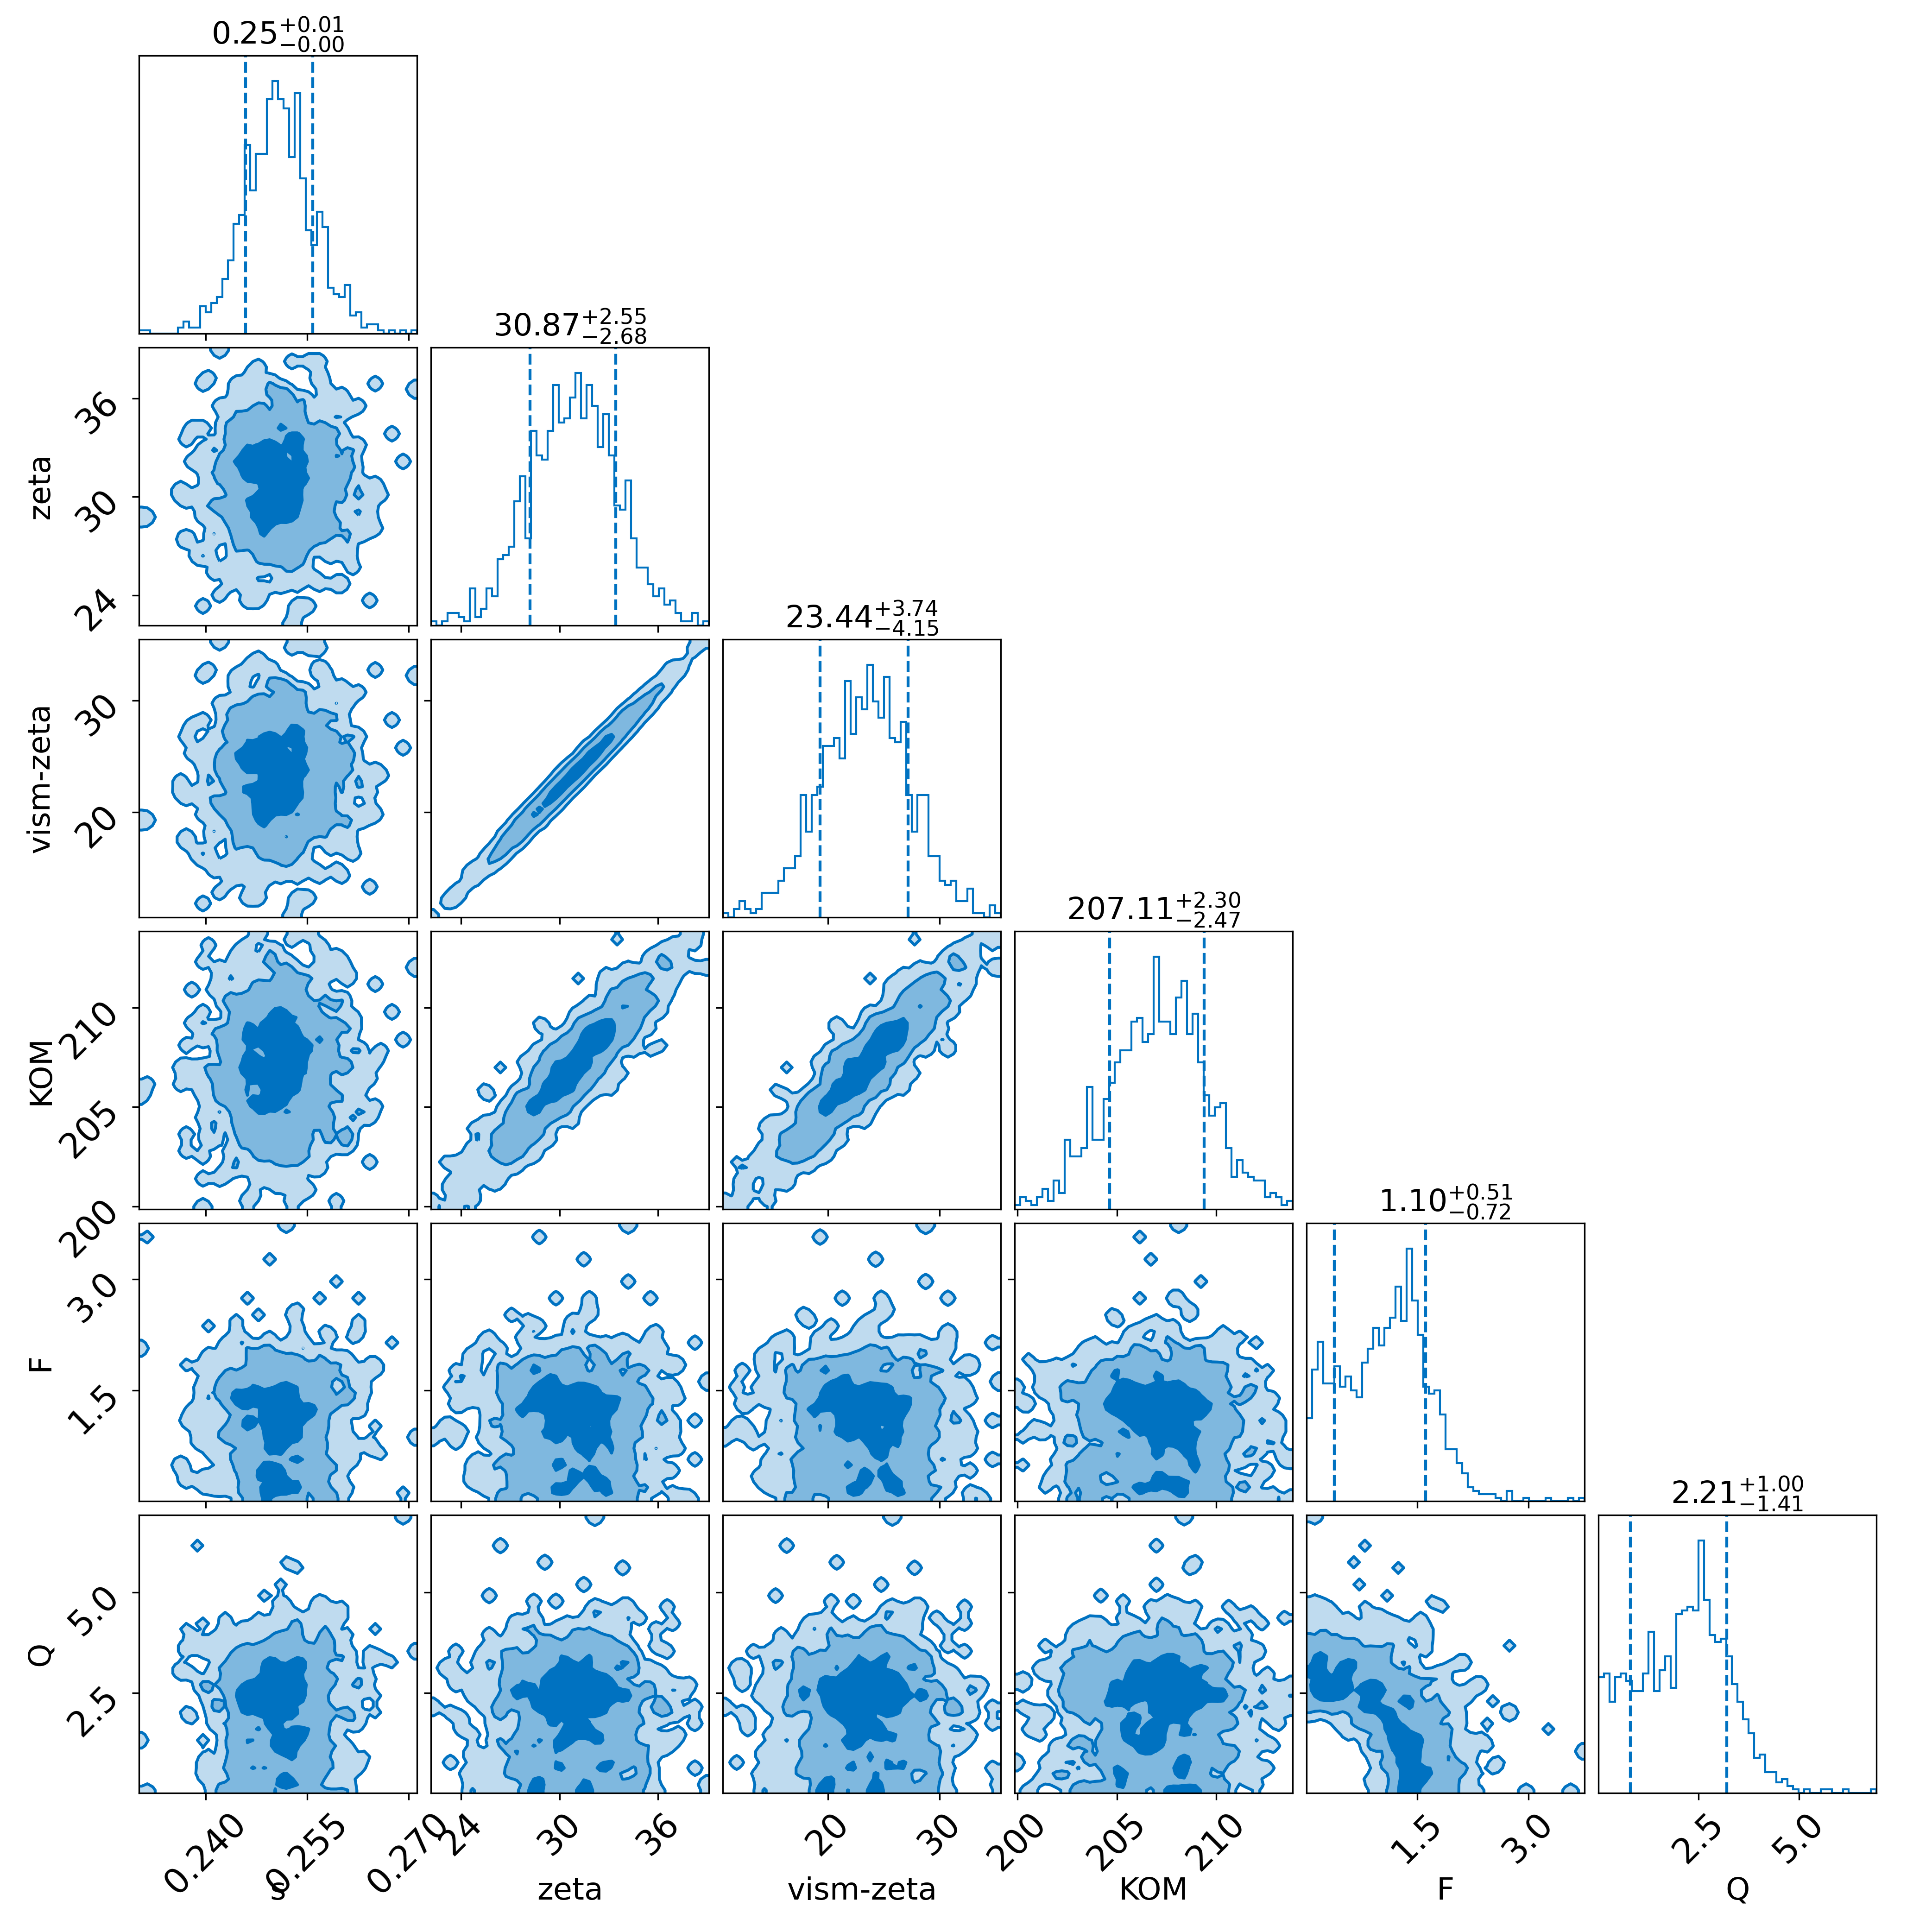 0.25+0.01−0.00
30.87+2.55−2.68
36
30
24
zeta
23.44+3.74−4.15
30
20
vism-zeta
207.11+2.30−2.47
210
205
200
KOM
1.10+0.51−0.72
3.0
1.5
F
2.21+1.00−1.41
5.0
2.5
Q
0.240 0.255 0.270 24 30 36 20 30 200 205 210 1.5 3.0 2.5 5.0
s zeta vism-zeta KOM F Q